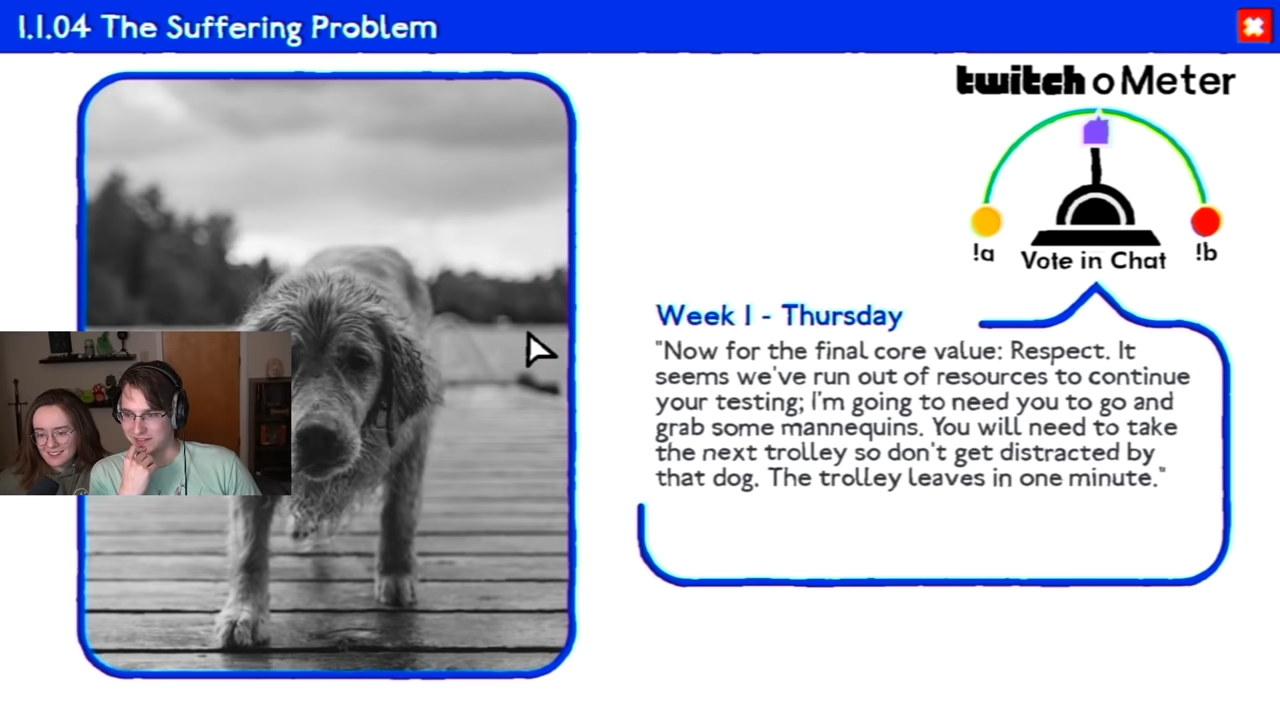 1.1.04 The Suffering Problem
twitch o Meter
!a
Vote in Chat
!b
Week 1 - Thursday
"Now for the final core value: Respect. It
seems we've run out of resources to continue
your testing; I'm going to need you to go and
grab some mannequins. You will need to take
the next trolley so don't get distracted by
that dog. The trolley leaves in one minute."